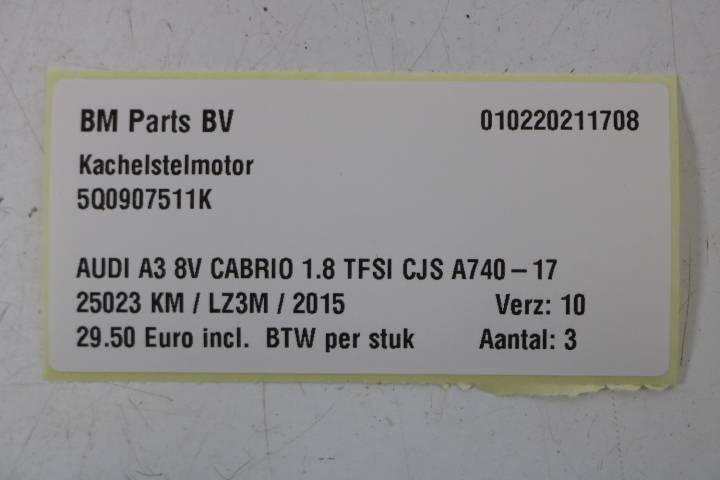 BM Parts BV 010220211708
Kachelstelmotor
5Q0907511K
AUDI A3 8V CABRIO 1.8 TFSI CJS A740-17
25023 KM / LZ3M / 2015 Verz: 10
29.50 Euro incl. BTW per stuk Aantal: 3